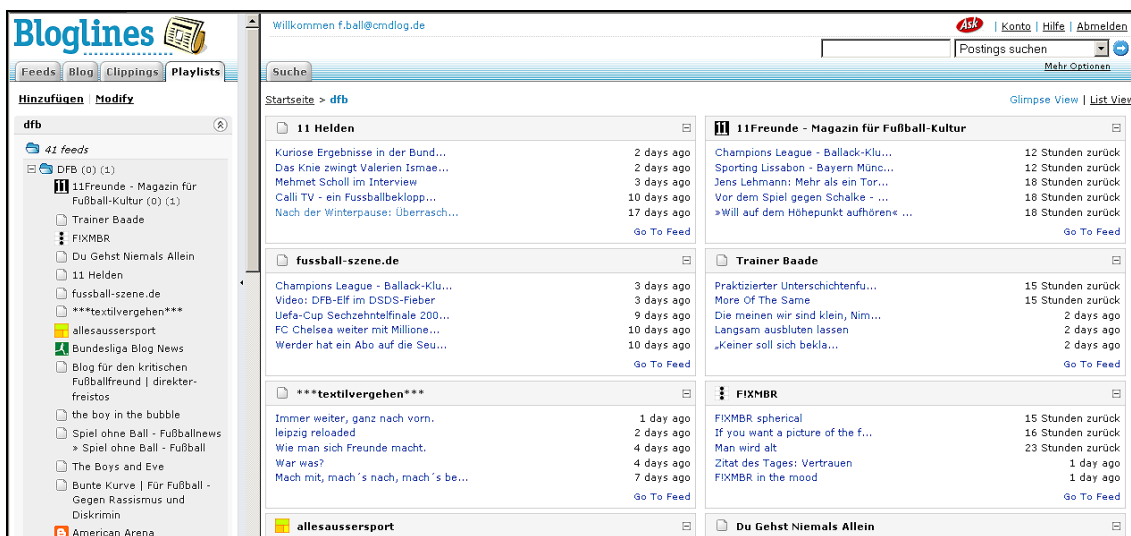 Bloglines
Feeds Blog Clippings Playlists
Hinzufügen Modify
dfb
41 feeds
DFB (0) (1)
11Freunde - Magazin für
Fußball-Kultur (0) (1)
Trainer Baade
F!XMBR
Du Gehst Niemals Allein
11 Helden
fussball-szene.de
***textilvergehen***
allesaussersport
Bundesliga Blog News
Blog für den kritischen
Fußballfreund | direkter-
freistos
the boy in the bubble
Spiel ohne Ball - Fußballnews
» Spiel ohne Ball - Fußball
The Boys and Eve
Bunte Kurve | Für Fußball -
Gegen Rassismus und
Diskrimin
American Arena
Willkommen f.ball@cmdlog.de
Ask | Konto | Hilfe | Abmelden
Postings suchen
Mehr Optionen
Suche
Startseite > dfb
Glimpse View | List View
11 Helden
Kuriose Ergebnisse in der Bund... 2 days ago
Das Knie zwingt Valerien Ismae... 2 days ago
Mehmet Scholl im Interview 3 days ago
Calli TV - ein Fussballbeklopp... 10 days ago
Nach der Winterpause: Überrasch... 17 days ago
Go To Feed
11 11Freunde - Magazin für Fußball-Kultur
Champions League - Ballack-Klu... 12 Stunden zurück
Sporting Lissabon - Bayern Münc... 12 Stunden zurück
Jens Lehmann: Mehr als ein Tor... 18 Stunden zurück
Vor dem Spiel gegen Schalke - ... 18 Stunden zurück
»Will auf dem Höhepunkt aufhören« ... 18 Stunden zurück
Go To Feed
fussball-szene.de
Champions League - Ballack-Klu... 3 days ago
Video: DFB-Elf im DSDS-Fieber 3 days ago
Uefa-Cup Sechzehntelfinale 200... 9 days ago
FC Chelsea weiter mit Millione... 10 days ago
Werder hat ein Abo auf die Seu... 10 days ago
Go To Feed
Trainer Baade
Praktizierter Unterschichtenfu... 15 Stunden zurück
More Of The Same 15 Stunden zurück
Die meinen wir sind klein, Nim... 2 days ago
Langsam ausbluten lassen 2 days ago
„Keiner soll sich bekla... 2 days ago
Go To Feed
***textilvergehen***
Immer weiter, ganz nach vorn. 1 day ago
leipzig reloaded 2 days ago
Wie man sich Freunde macht. 4 days ago
War was? 4 days ago
Mach mit, mach´s nach, mach´s be... 7 days ago
Go To Feed
F!XMBR
F!XMBR spherical 15 Stunden zurück
If you want a picture of the f... 16 Stunden zurück
Man wird alt 23 Stunden zurück
Zitat des Tages: Vertrauen 1 day ago
F!XMBR in the mood 1 day ago
Go To Feed
allesaussersport
Du Gehst Niemals Allein